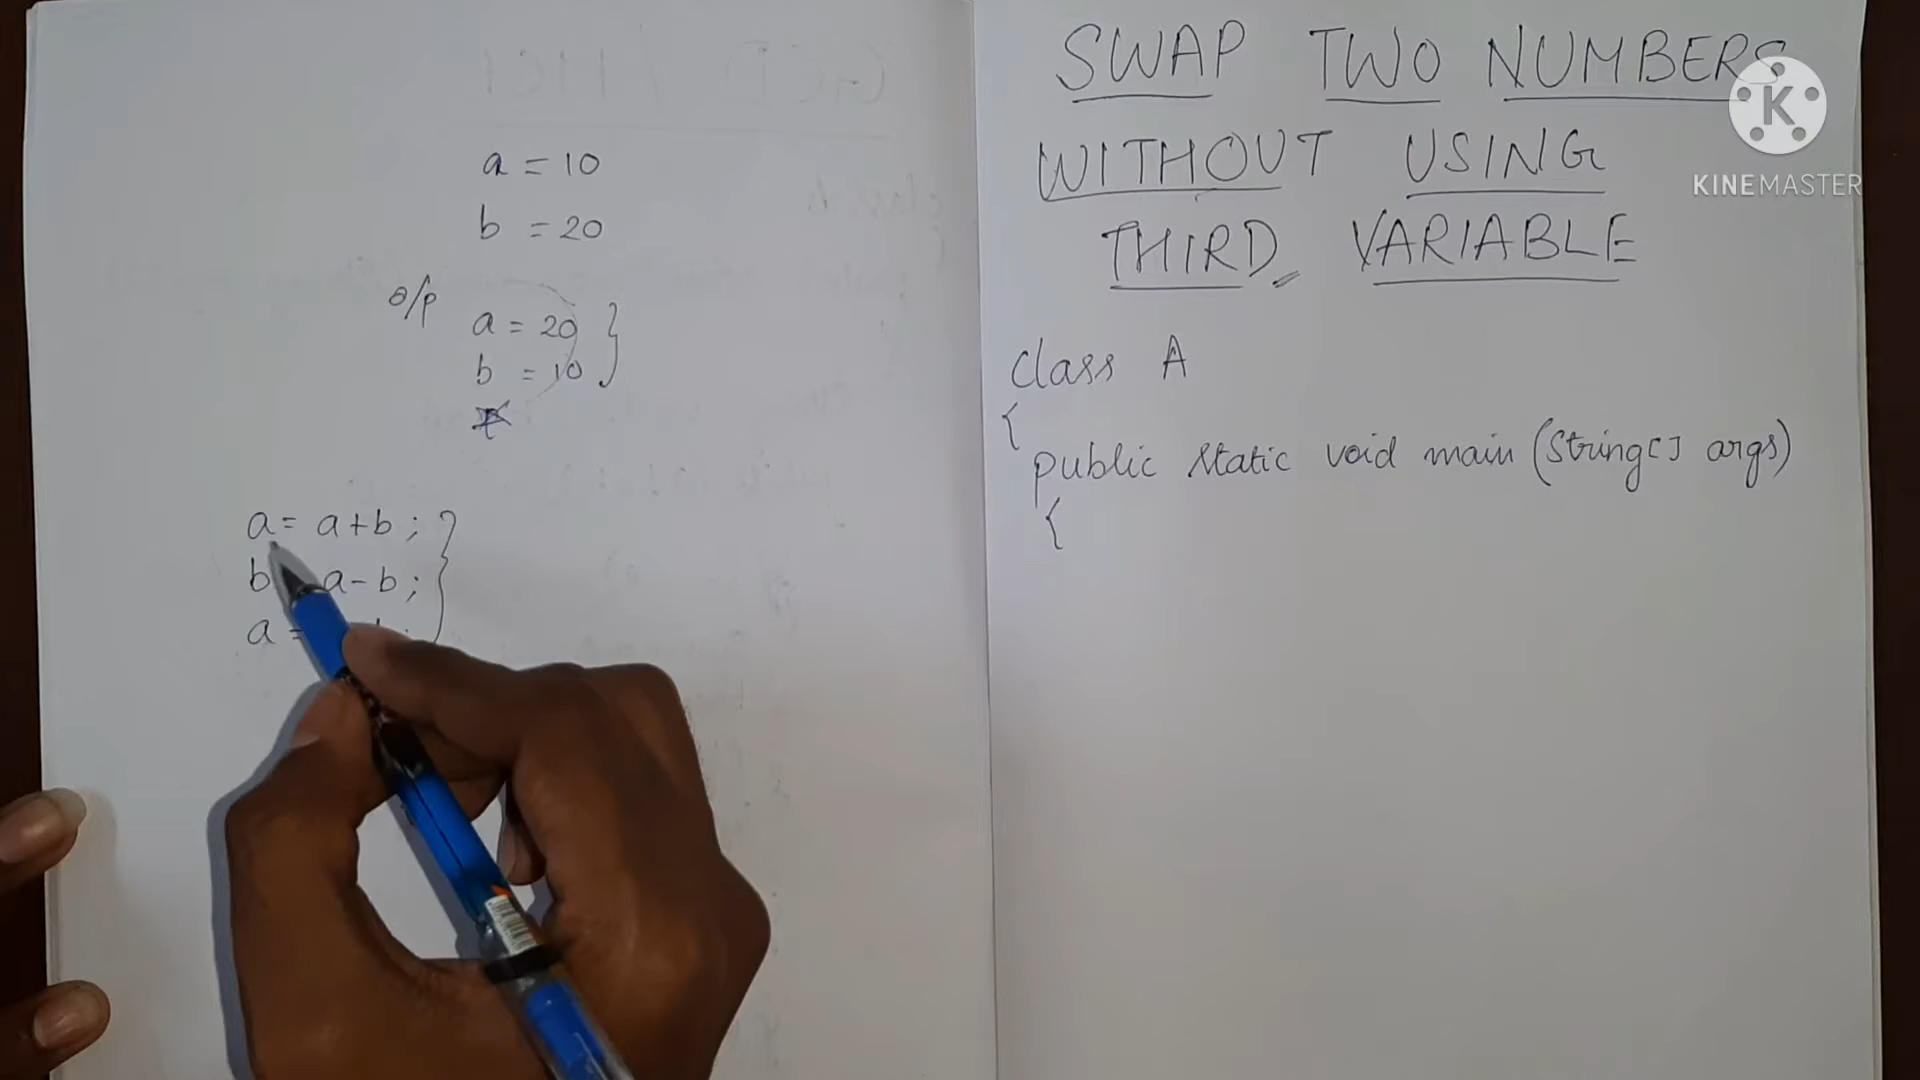 a = 10
b = 20
o/p
a = 20
b = 10
a = a+b ;
b a-b ;
a =
SWAP TWO NUMBERS
WITHOUT USING
THIRD VARIABLE
class A
{
public static void main (String[] args)
{
K
KINEMASTER